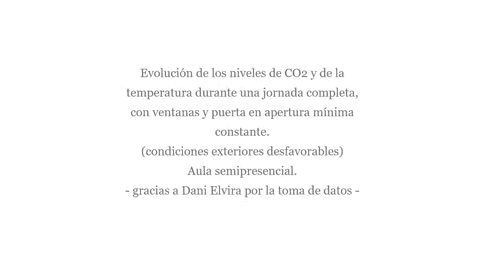 Evolución de los niveles de CO2 y de la
temperatura durante una jornada completa,
con ventanas y puerta en apertura mínima
constante.
(condiciones exteriores desfavorables)
Aula semipresencial.
- gracias a Dani Elvira por la toma de datos -